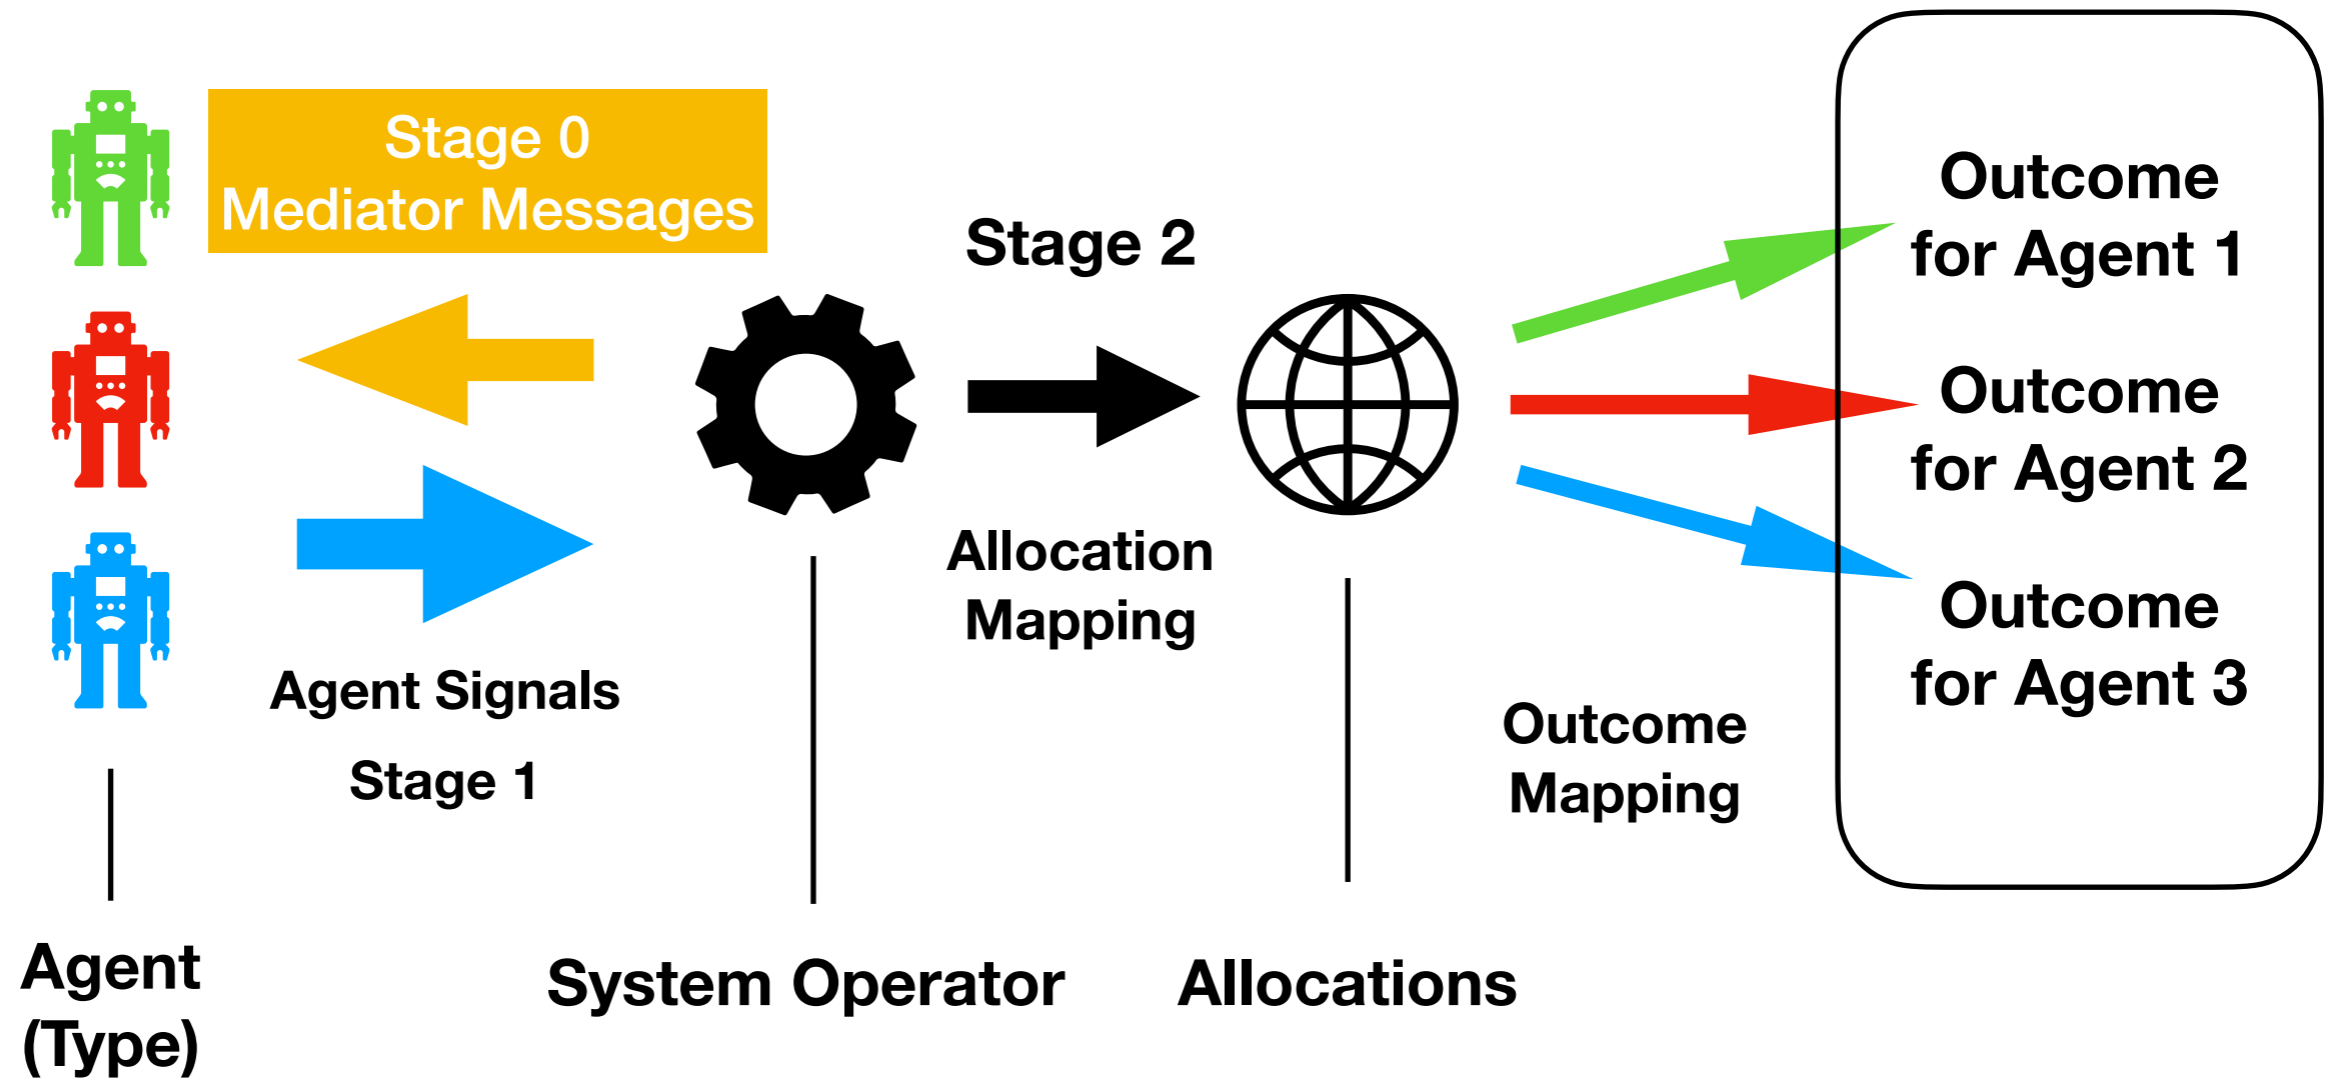 Stage 0
Mediator Messages
Agent Signals
Stage 1
Stage 2
Allocation
Mapping
Outcome
Mapping
Outcome
for Agent 1
Outcome
for Agent 2
Outcome
for Agent 3
Agent
(Type)
System Operator
Allocations